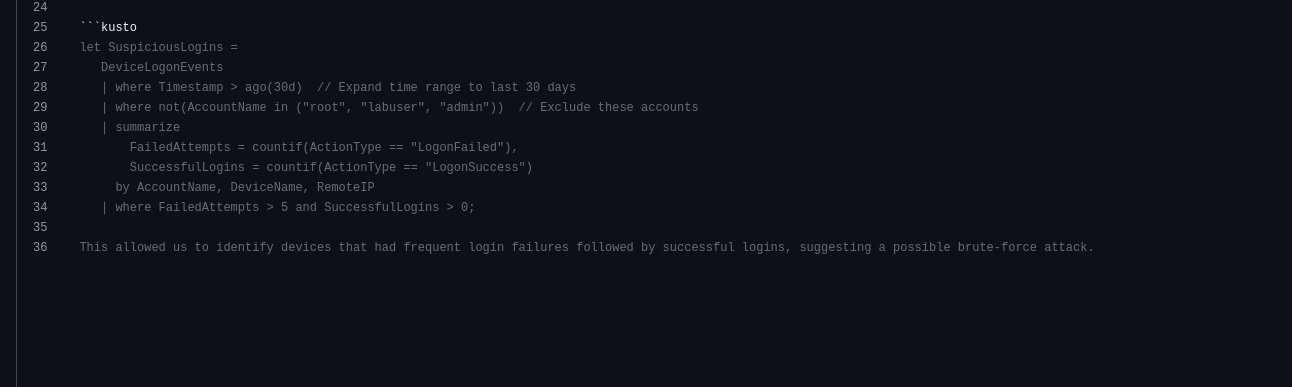 24
25 ```kusto
26 let SuspiciousLogins =
27    DeviceLogonEvents
28    | where Timestamp > ago(30d)  // Expand time range to last 30 days
29    | where not(AccountName in ("root", "labuser", "admin"))  // Exclude these accounts
30    | summarize
31        FailedAttempts = countif(ActionType == "LogonFailed"),
32        SuccessfulLogins = countif(ActionType == "LogonSuccess")
33      by AccountName, DeviceName, RemoteIP
34    | where FailedAttempts > 5 and SuccessfulLogins > 0;
35
36 This allowed us to identify devices that had frequent login failures followed by successful logins, suggesting a possible brute-force attack.